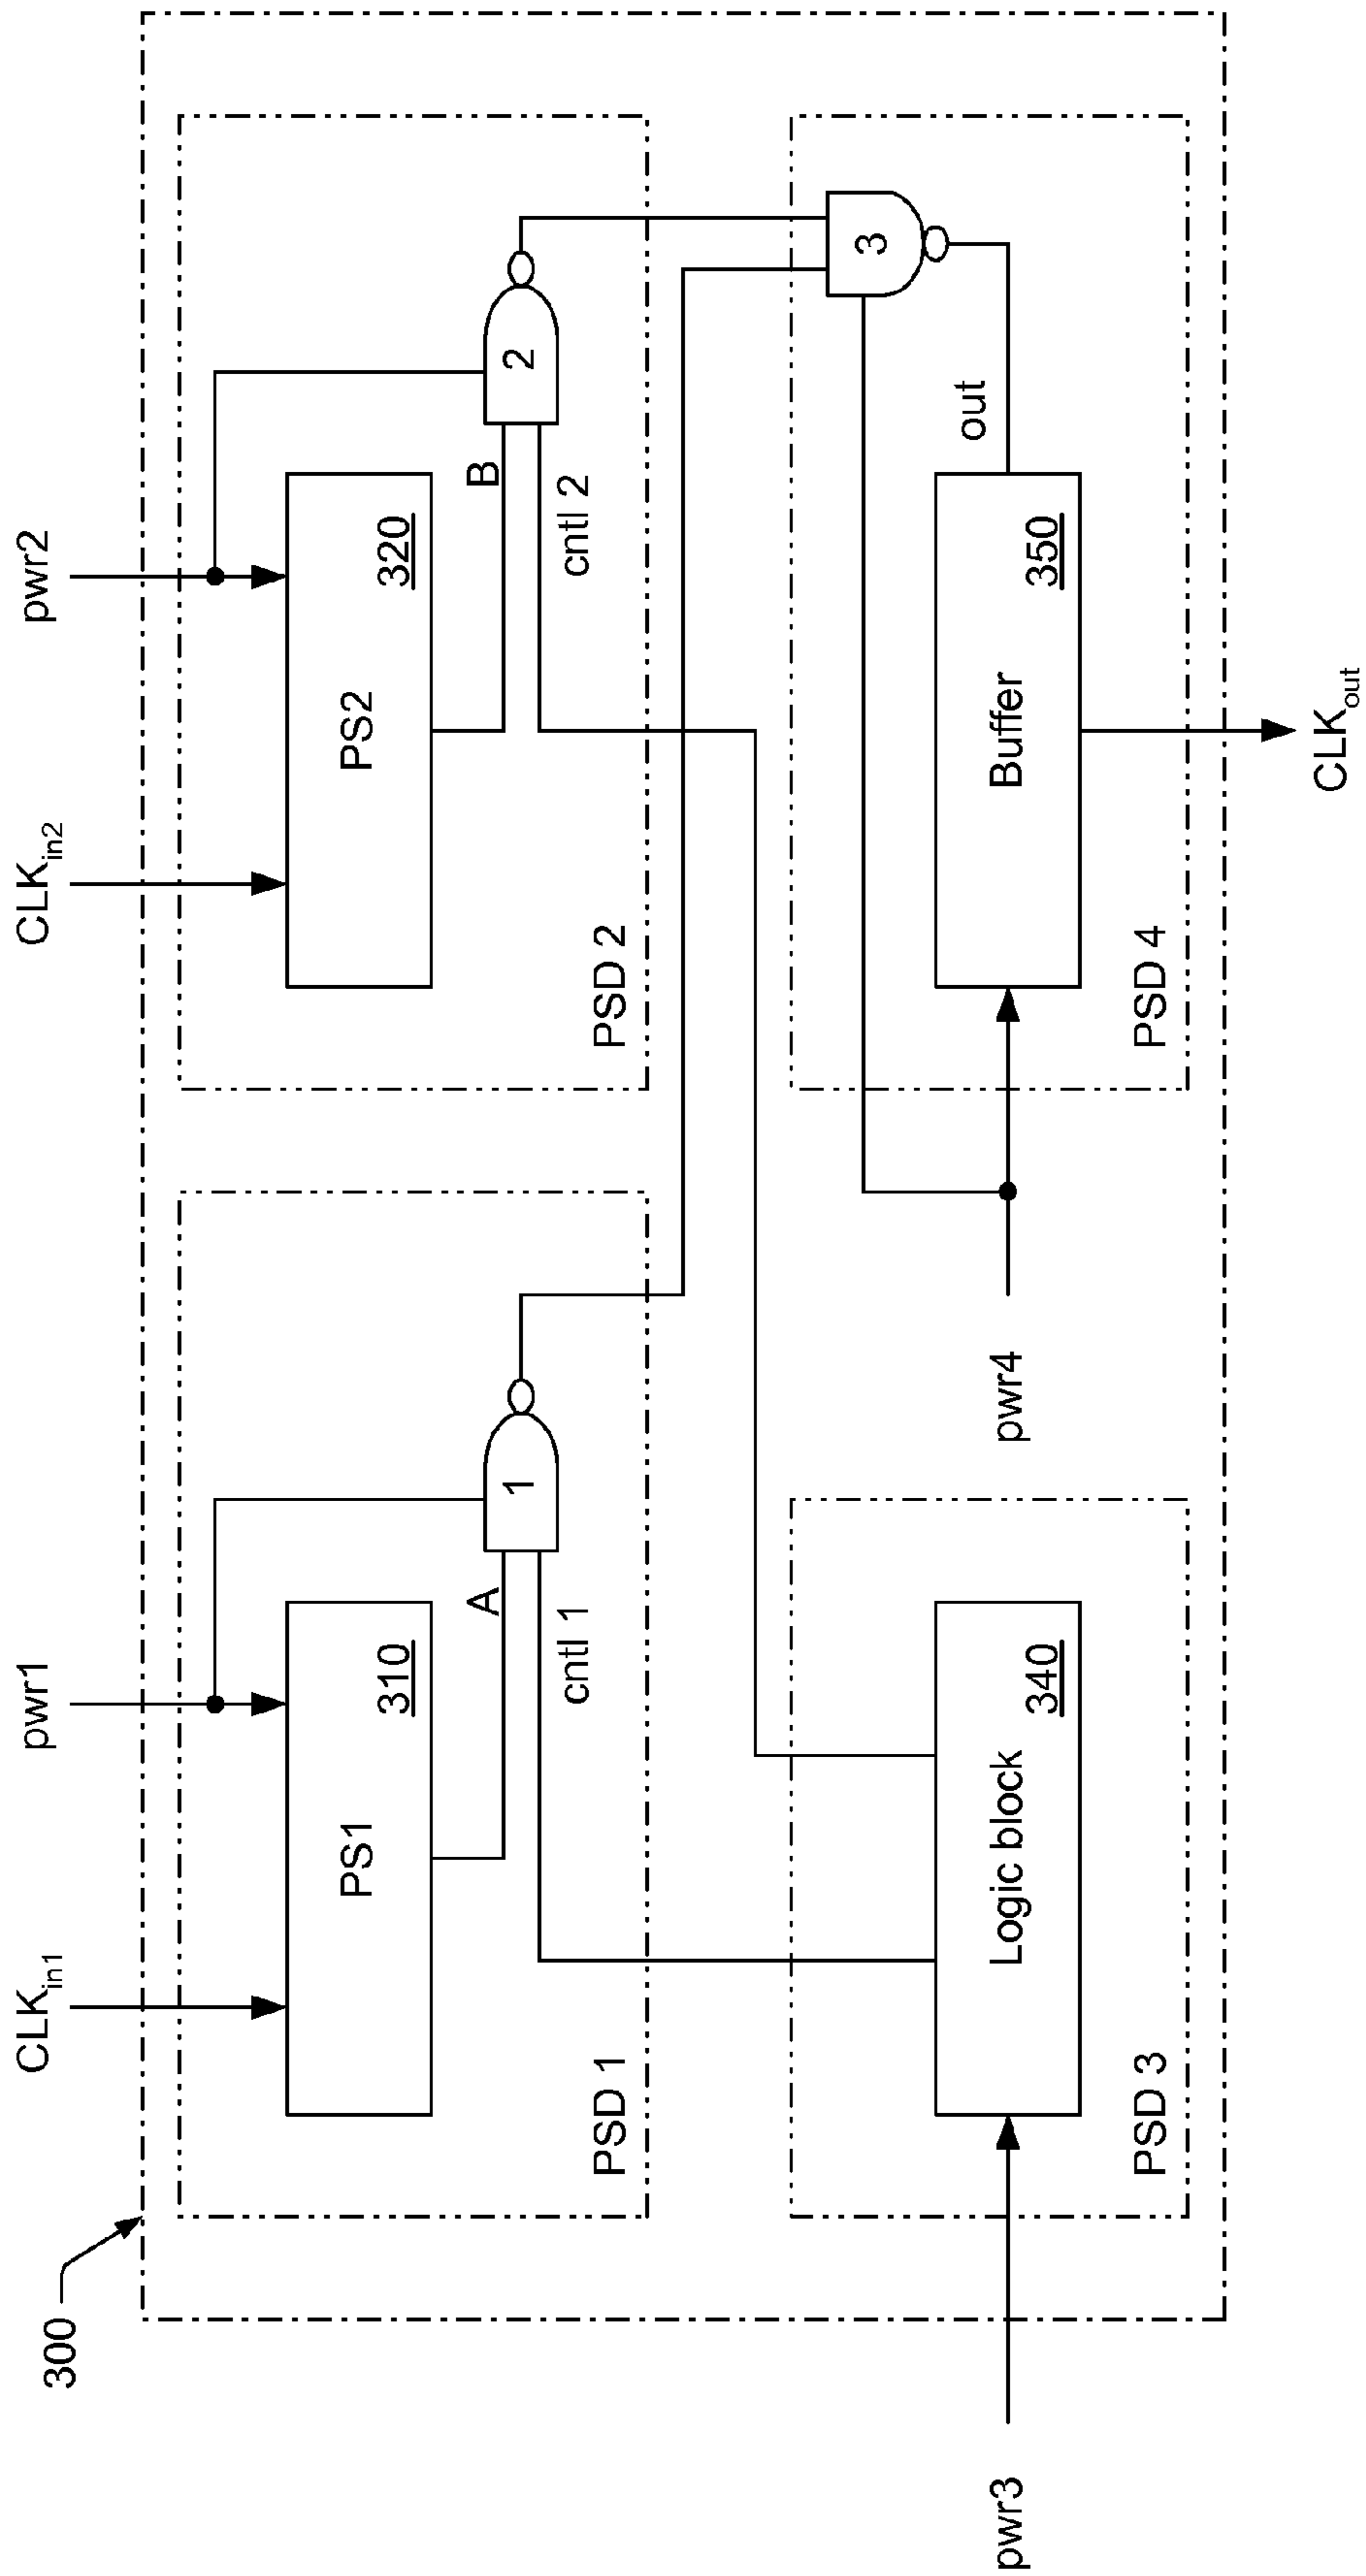 300
CLKin1
pwr1
CLKin2
pwr2
PS1
310
A
cntl 1
1
PSD 1
PS2
320
B
cntl 2
2
PSD 2
pwr3
Logic block
340
PSD 3
pwr4
3
out
Buffer
350
PSD 4
CLKout